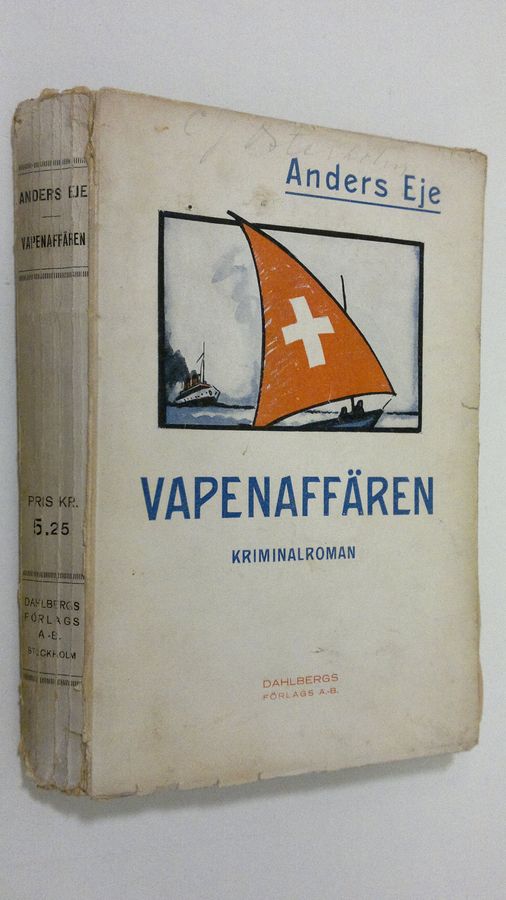 ANDERS EJE
VAPENAFFÄREN
PRIS KR.
5.25
DAHLBERGS
FÖRLAGS
A.-B.
STOCKHOLM
Anders Eje
VAPENAFFÄREN
KRIMINALROMAN
DAHLBERGS
FÖRLAGS A.-B.